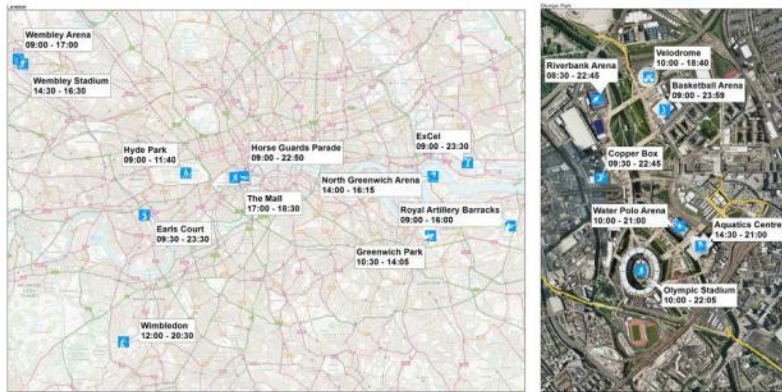 London
Wembley Arena
09:00 - 17:00
Wembley Stadium
14:30 - 16:30
Hyde Park
09:00 - 11:40
Horse Guards Parade
09:00 - 22:50
ExCel
09:00 - 23:30
The Mall
17:00 - 18:30
North Greenwich Arena
14:00 - 16:15
Earls Court
09:30 - 23:30
Royal Artillery Barracks
09:00 - 16:00
Greenwich Park
10:30 - 14:05
Wimbledon
12:00 - 20:30
Olympic Park
Velodrome
10:00 - 18:40
Riverbank Arena
08:30 - 22:45
Basketball Arena
09:00 - 23:59
Copper Box
09:30 - 22:45
Water Polo Arena
10:00 - 21:00
Aquatics Centre
14:30 - 21:00
Olympic Stadium
10:00 - 22:05